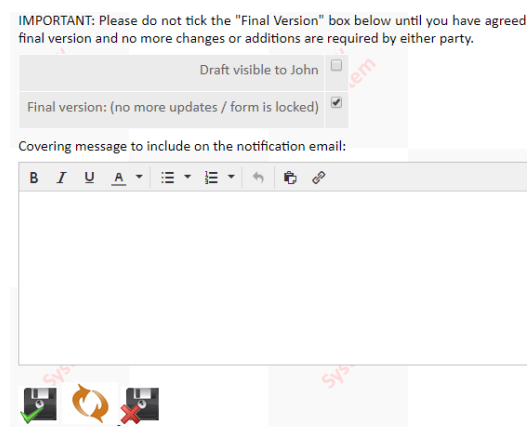 IMPORTANT: Please do not tick the "Final Version" box below until you have agreed
final version and no more changes or additions are required by either party.
Draft visible to John
Final version: (no more updates / form is locked)
Covering message to include on the notification email:
B I U A